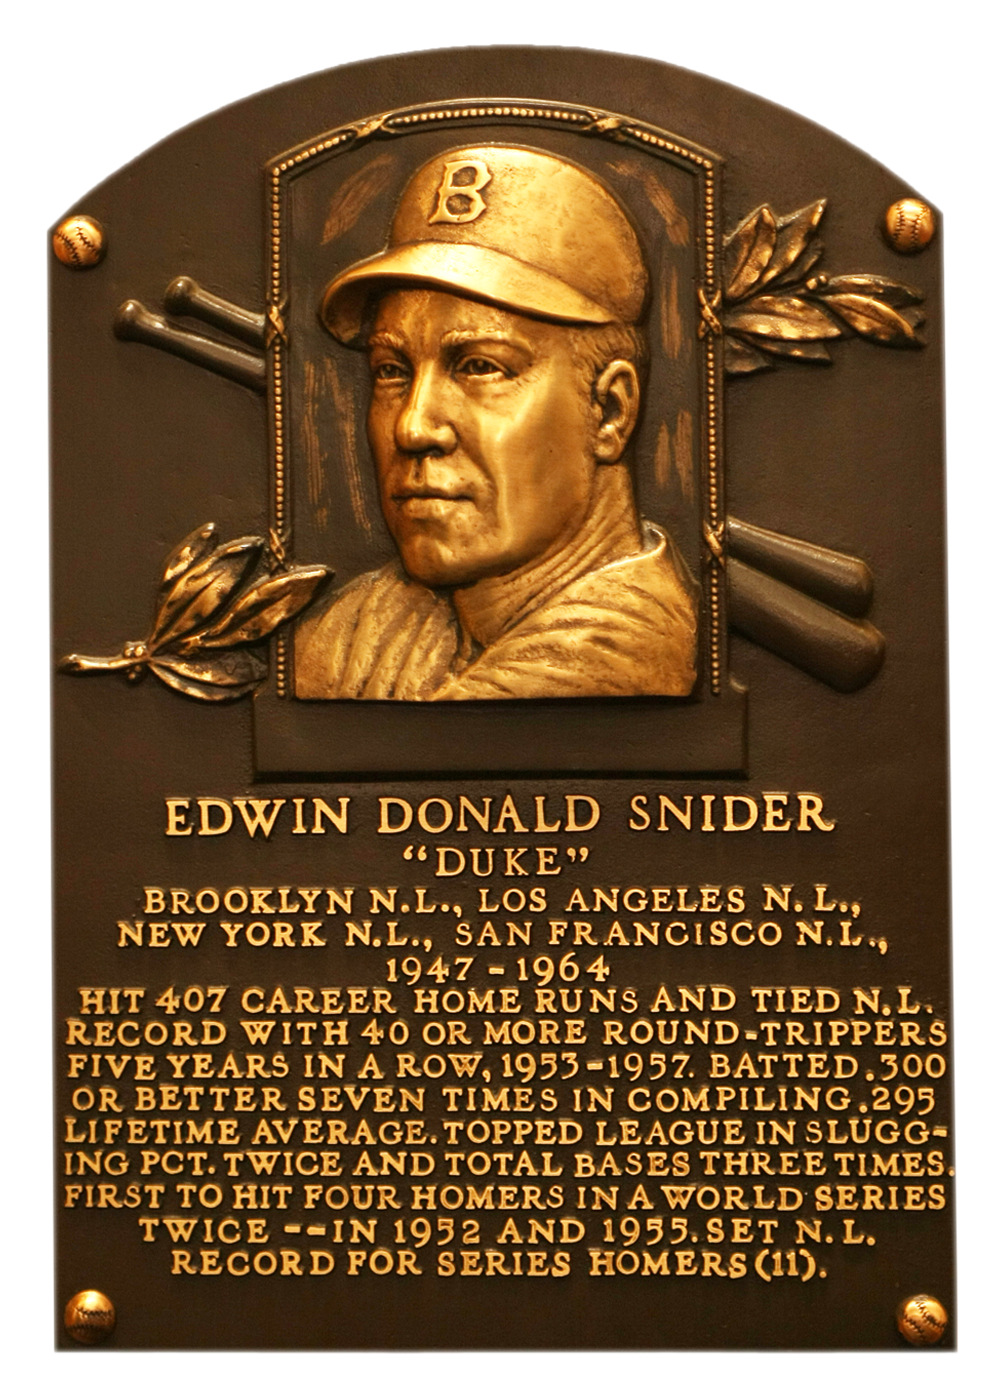 B
EDWIN DONALD SNIDER
“DUKE”
BROOKLYN N.L., LOS ANGELES N.L.,
NEW YORK N.L., SAN FRANCISCO N.L.,
1947 - 1964
HIT 407 CAREER HOME RUNS AND TIED N.L.
RECORD WITH 40 OR MORE ROUND-TRIPPERS
FIVE YEARS IN A ROW, 1953-1957. BATTED .300
OR BETTER SEVEN TIMES IN COMPILING .295
LIFETIME AVERAGE. TOPPED LEAGUE IN SLUGG-
ING PCT. TWICE AND TOTAL BASES THREE TIMES.
FIRST TO HIT FOUR HOMERS IN A WORLD SERIES
TWICE --IN 1952 AND 1955. SET N.L.
RECORD FOR SERIES HOMERS (11).